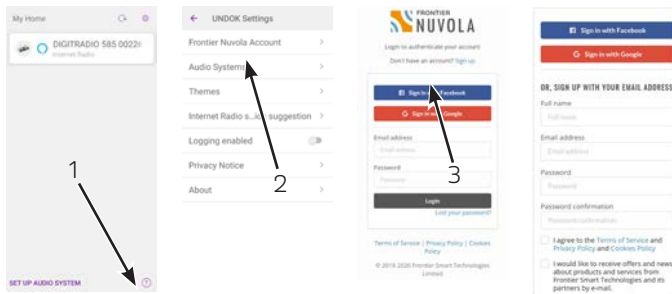 My Home
DIGITRADIO 585 0022
Internet Radio
1
SET UP AUDIO SYSTEM
?
UNDOK Settings
Frontier Nuvola Account
Audio Systems
Themes
Internet Radio s...ice suggestion
Logging enabled
Privacy Notice
About
2
FRONTIER
NUVOLA
Login to authenticate your account
Don't have an account? Sign up
Sign in with Facebook
G Sign in with Google
Email address
Email address
Password
Password
Login
Lost your password?
3
Terms of Service | Privacy Policy | Cookies
Policy
© 2018-2020 Frontier Smart Technologies
Limited
Sign in with Facebook
G Sign in with Google
OR, SIGN UP WITH YOUR EMAIL ADDRESS
Full name
Full name
Email address
Email address
Password
Password
Password confirmation
Password confirmation
I agree to the Terms of Service and
Privacy Policy and Cookies Policy
I would like to receive offers and news
about products and services from
Frontier Smart Technologies and its
partners by e-mail.